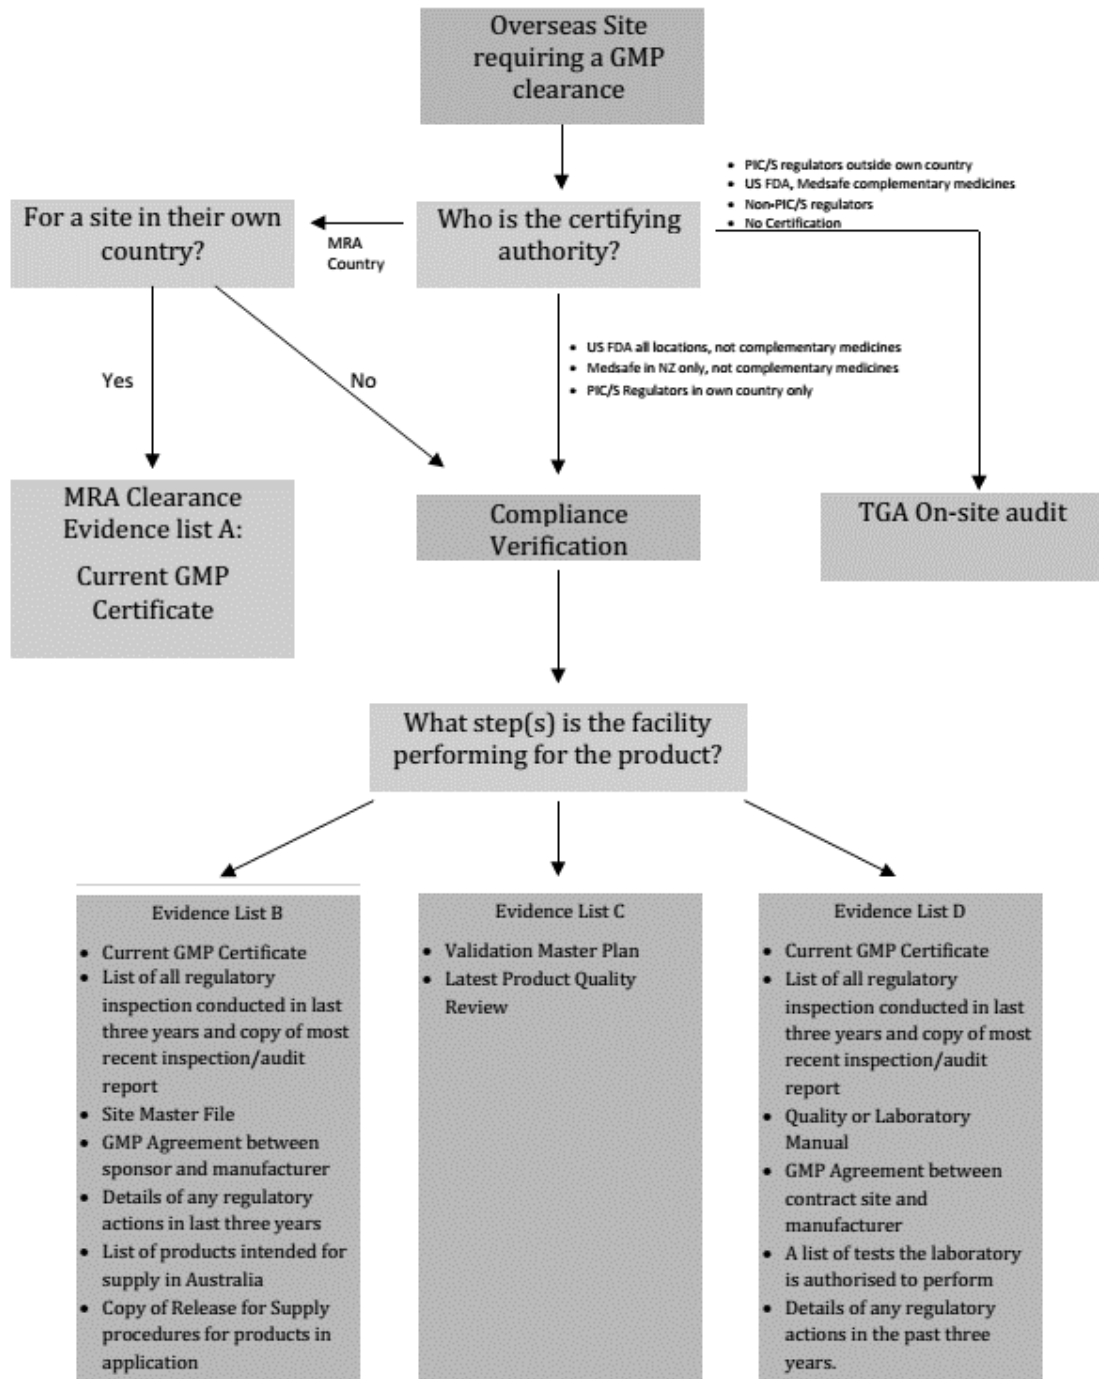 Overseas Site
requiring a GMP
clearance
• PIC/S regulators outside own country
• US FDA, Medsafe complementary medicines
• Non-PIC/S regulators
• No Certification
For a site in their own
country?
MRA
Country
Who is the certifying
authority?
• US FDA all locations, not complementary medicines
• Medsafe in NZ only, not complementary medicines
• PIC/S Regulators in own country only
Yes
No
MRA Clearance
Evidence list A:
Current GMP
Certificate
Compliance
Verification
TGA On-site audit
What step(s) is the facility
performing for the product?
Evidence List B
• Current GMP Certificate
• List of all regulatory
inspection conducted in last
three years and copy of most
recent inspection/audit
report
• Site Master File
• GMP Agreement between
sponsor and manufacturer
• Details of any regulatory
actions in last three years
• List of products intended for
supply in Australia
• Copy of Release for Supply
procedures for products in
application
Evidence List C
• Validation Master Plan
• Latest Product Quality
Review
Evidence List D
• Current GMP Certificate
• List of all regulatory
inspection conducted in last
three years and copy of most
recent inspection/audit
report
• Quality or Laboratory
Manual
• GMP Agreement between
contract site and
manufacturer
• A list of tests the laboratory
is authorised to perform
• Details of any regulatory
actions in the past three
years.